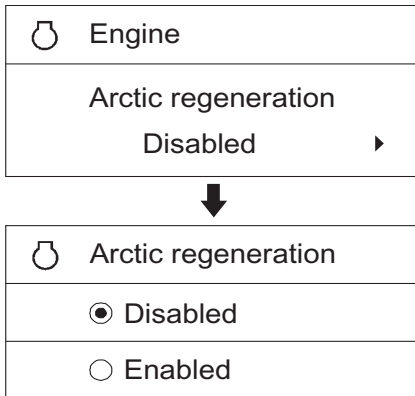 Engine
Arctic regeneration
Disabled
Arctic regeneration
Disabled
Enabled